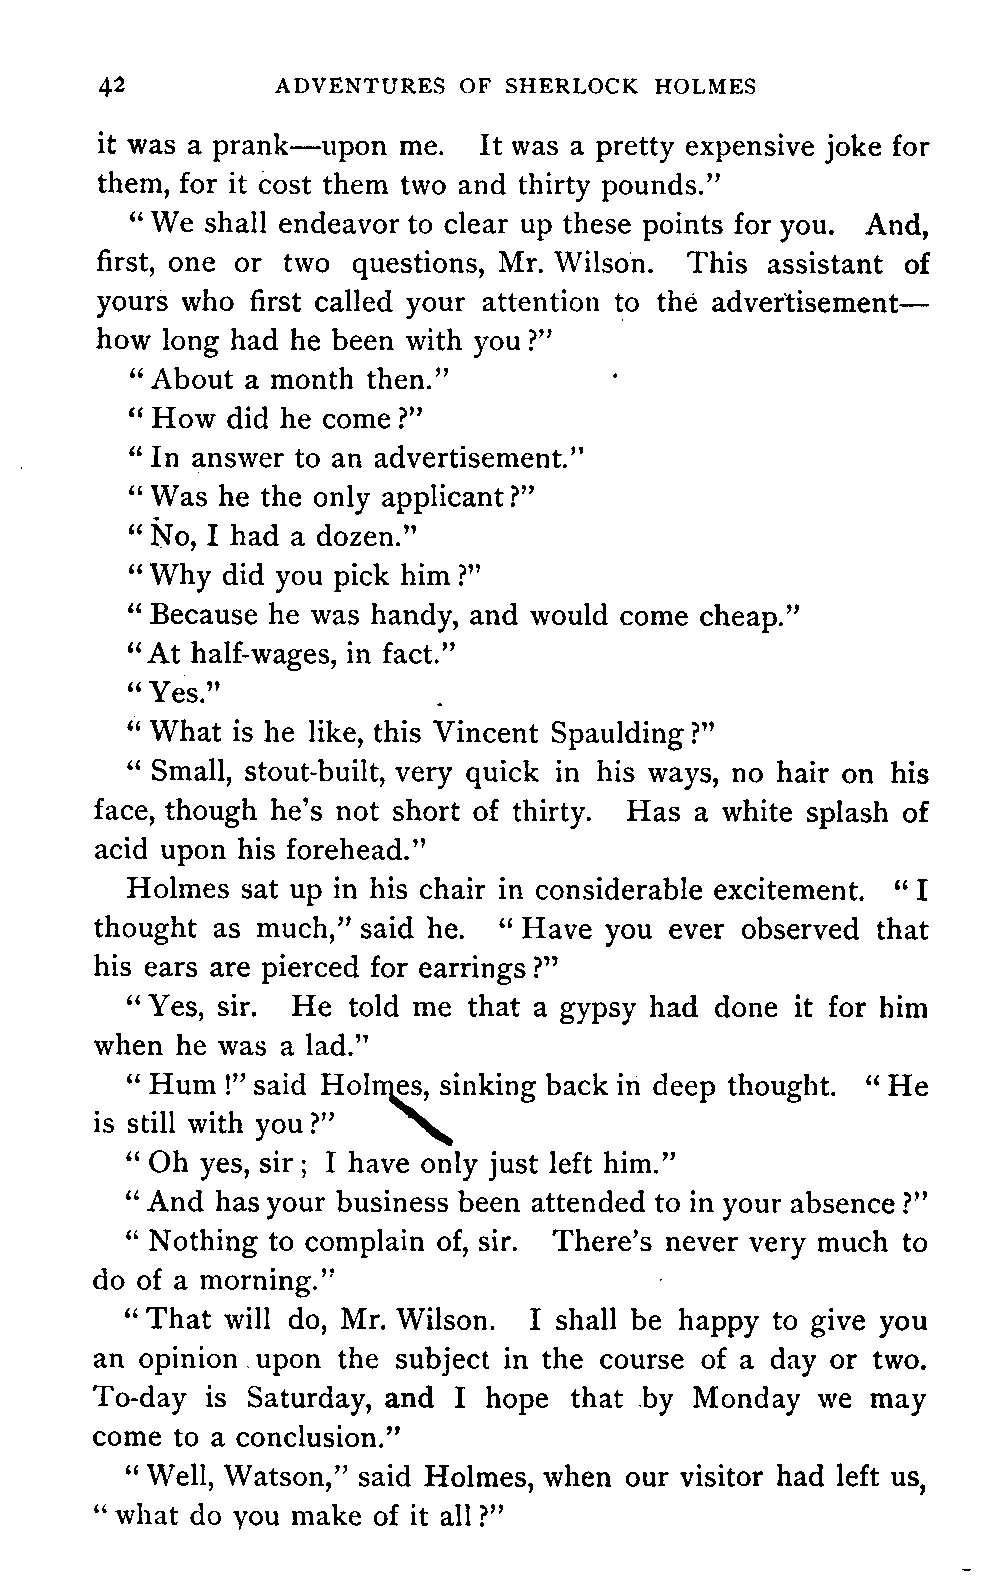 42 ADVENTURES OF SHERLOCK HOLMES
it was a prank—upon me. It was a pretty expensive joke for
them, for it cost them two and thirty pounds."
"We shall endeavor to clear up these points for you. And,
first, one or two questions, Mr. Wilson. This assistant of
yours who first called your attention to the advertisement—
how long had he been with you?"
"About a month then."
"How did he come?"
"In answer to an advertisement."
"Was he the only applicant?"
"No, I had a dozen."
"Why did you pick him?"
"Because he was handy, and would come cheap."
"At half-wages, in fact."
"Yes."
"What is he like, this Vincent Spaulding?"
"Small, stout-built, very quick in his ways, no hair on his
face, though he's not short of thirty. Has a white splash of
acid upon his forehead."
Holmes sat up in his chair in considerable excitement. "I
thought as much," said he. "Have you ever observed that
his ears are pierced for earrings?"
"Yes, sir. He told me that a gypsy had done it for him
when he was a lad."
"Hum!" said Holmes, sinking back in deep thought. "He
is still with you?"
"Oh yes, sir; I have only just left him."
"And has your business been attended to in your absence?"
"Nothing to complain of, sir. There's never very much to
do of a morning."
"That will do, Mr. Wilson. I shall be happy to give you
an opinion upon the subject in the course of a day or two.
To-day is Saturday, and I hope that by Monday we may
come to a conclusion."
"Well, Watson," said Holmes, when our visitor had left us,
"what do you make of it all?"